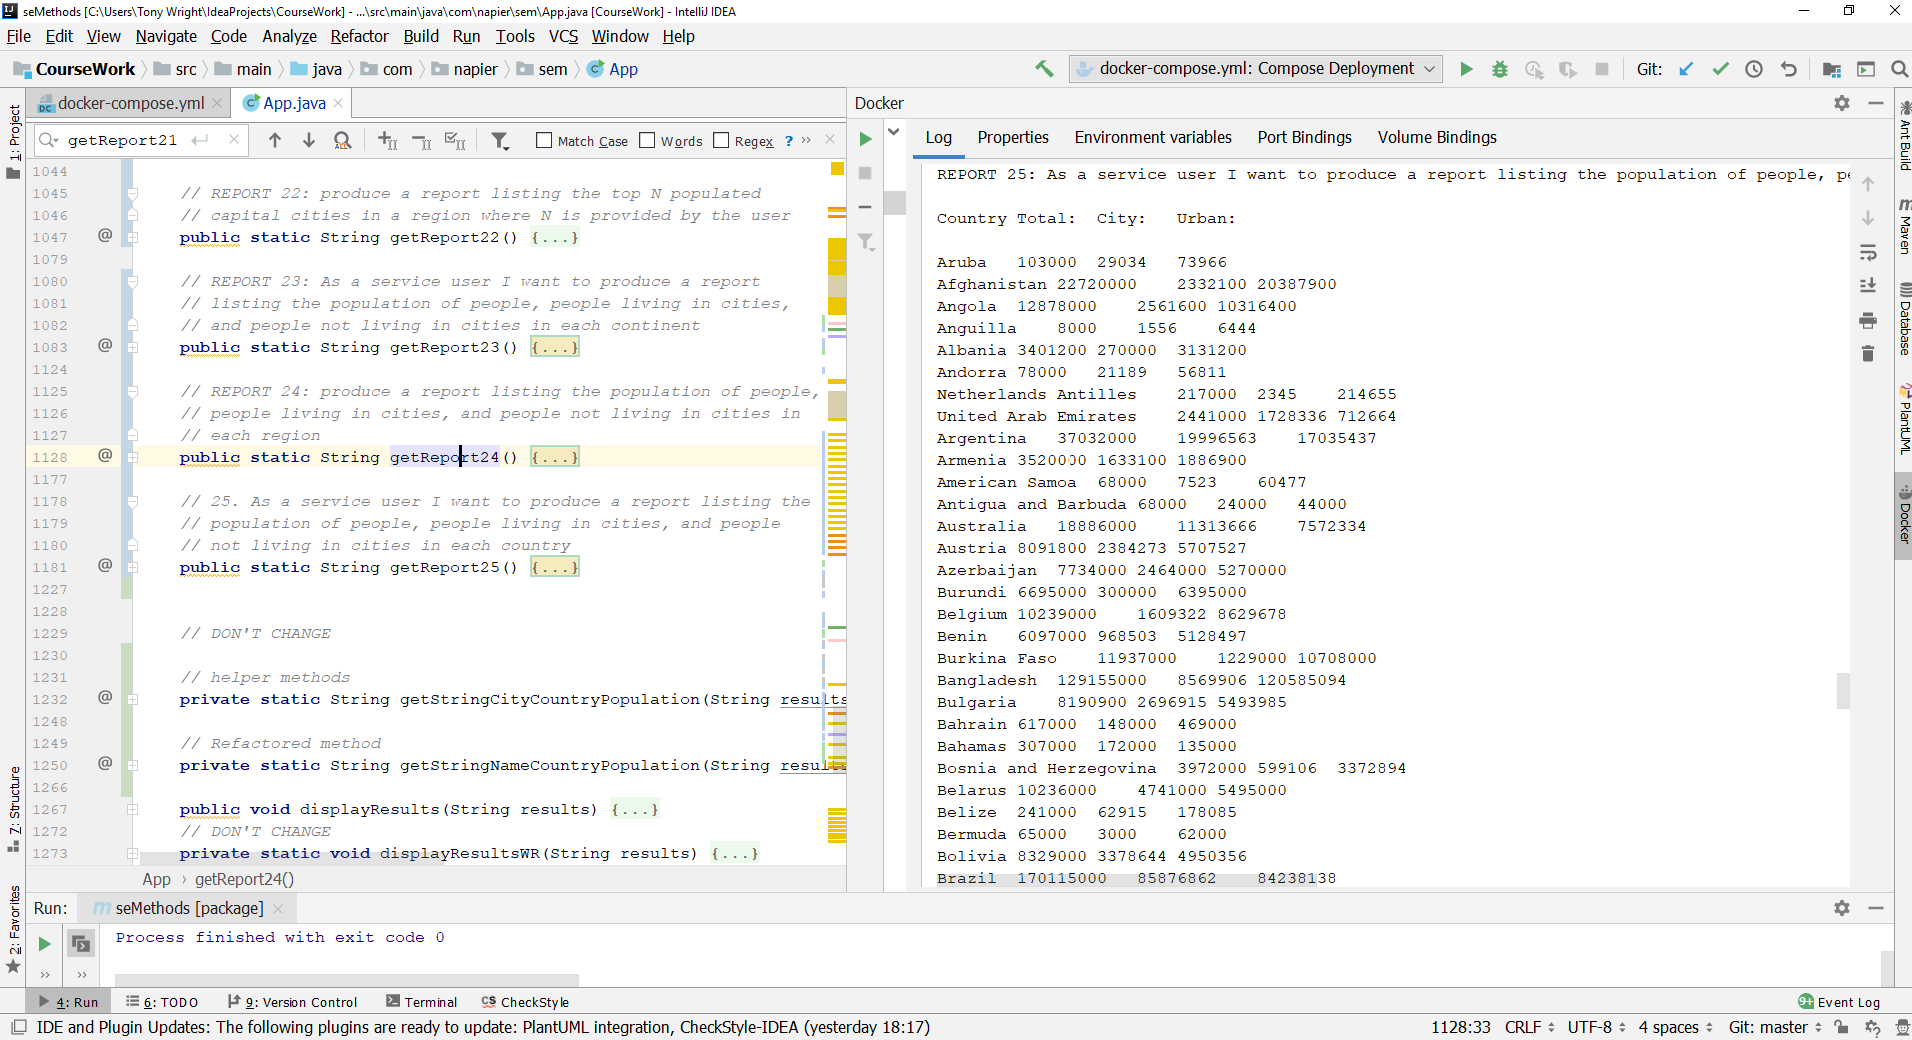 seMethods [C:\Users\Tony Wright\IdeaProjects\CourseWork] - ...\src\main\java\com\napier\sem\App.java [CourseWork] - IntelliJ IDEA
File Edit View Navigate Code Analyze Refactor Build Run Tools VCS Window Help
CourseWork src main java com napier sem App docker-compose.yml: Compose Deployment Git:
1: Project
7: Structure
2: Favorites
docker-compose.yml App.java
getReport21 Match Case Words Regex ? »
1044
1045 // REPORT 22: produce a report listing the top N populated
1046 // capital cities in a region where N is provided by the user
1047 @ public static String getReport22() {...}
1079
1080 // REPORT 23: As a service user I want to produce a report
1081 // listing the population of people, people living in cities,
1082 // and people not living in cities in each continent
1083 @ public static String getReport23() {...}
1124
1125 // REPORT 24: produce a report listing the population of people,
1126 // people living in cities, and people not living in cities in
1127 // each region
1128 @ public static String getReport24() {...}
1177
1178 // 25. As a service user I want to produce a report listing the
1179 // population of people, people living in cities, and people
1180 // not living in cities in each country
1181 @ public static String getReport25() {...}
1227
1228
1229 // DON'T CHANGE
1230
1231 // helper methods
1232 @ private static String getStringCityCountryPopulation(String results
1248
1249 // Refactored method
1250 @ private static String getStringNameCountryPopulation(String results
1266
1267 public void displayResults(String results) {...}
1272 // DON'T CHANGE
1273 private static void displayResultsWR(String results) {...}
App › getReport24()
Docker
Log Properties Environment variables Port Bindings Volume Bindings
REPORT 25: As a service user I want to produce a report listing the population of people, pe
Country Total: City: Urban:
Aruba 103000 29034 73966
Afghanistan 22720000 2332100 20387900
Angola 12878000 2561600 10316400
Anguilla 8000 1556 6444
Albania 3401200 270000 3131200
Andorra 78000 21189 56811
Netherlands Antilles 217000 2345 214655
United Arab Emirates 2441000 1728336 712664
Argentina 37032000 19996563 17035437
Armenia 3520000 1633100 1886900
American Samoa 68000 7523 60477
Antigua and Barbuda 68000 24000 44000
Australia 18886000 11313666 7572334
Austria 8091800 2384273 5707527
Azerbaijan 7734000 2464000 5270000
Burundi 6695000 300000 6395000
Belgium 10239000 1609322 8629678
Benin 6097000 968503 5128497
Burkina Faso 11937000 1229000 10708000
Bangladesh 129155000 8569906 120585094
Bulgaria 8190900 2696915 5493985
Bahrain 617000 148000 469000
Bahamas 307000 172000 135000
Bosnia and Herzegovina 3972000 599106 3372894
Belarus 10236000 4741000 5495000
Belize 241000 62915 178085
Bermuda 65000 3000 62000
Bolivia 8329000 3378644 4950356
Brazil 170115000 85876862 84238138
Ant Build
Maven
Database
PlantUML
Docker
Run: seMethods [package]
Process finished with exit code 0
» »
4: Run 6: TODO 9: Version Control Terminal CS CheckStyle 9+ Event Log
IDE and Plugin Updates: The following plugins are ready to update: PlantUML integration, CheckStyle-IDEA (yesterday 18:17) 1128:33 CRLF UTF-8 4 spaces Git: master